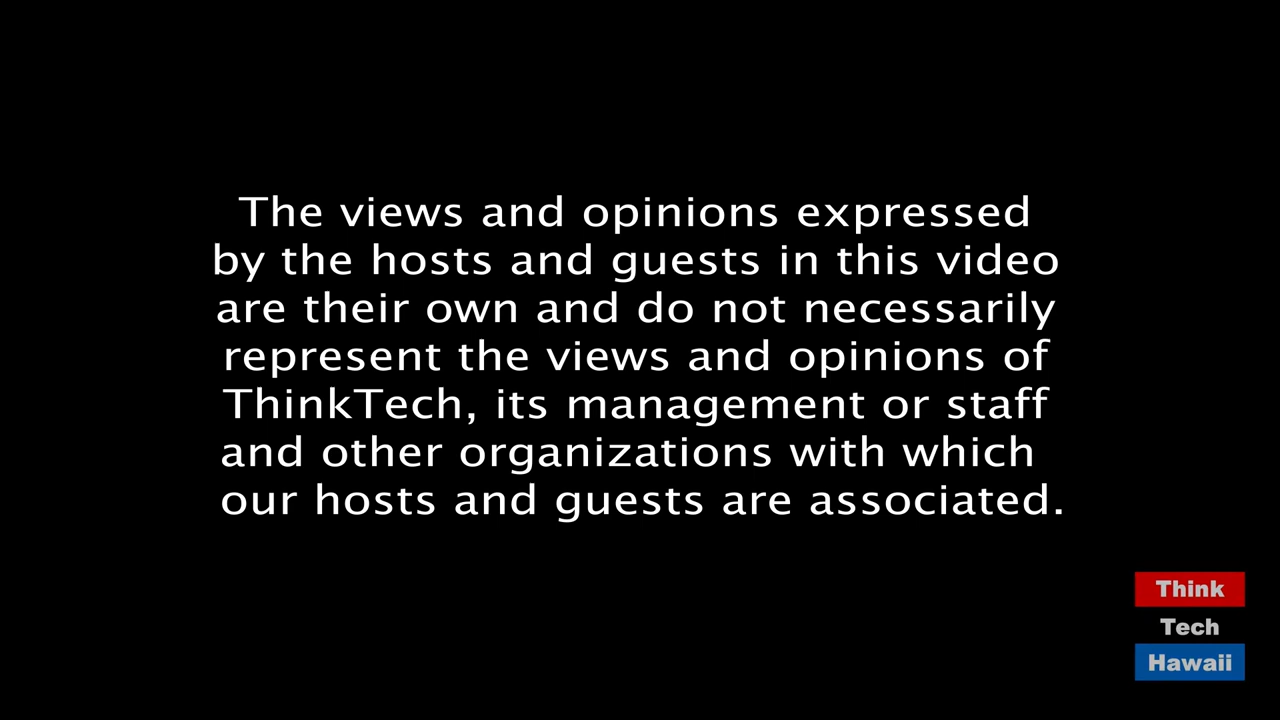 The views and opinions expressed
by the hosts and guests in this video
are their own and do not necessarily
represent the views and opinions of
ThinkTech, its management or staff
and other organizations with which
our hosts and guests are associated.
Think
Tech
Hawaii